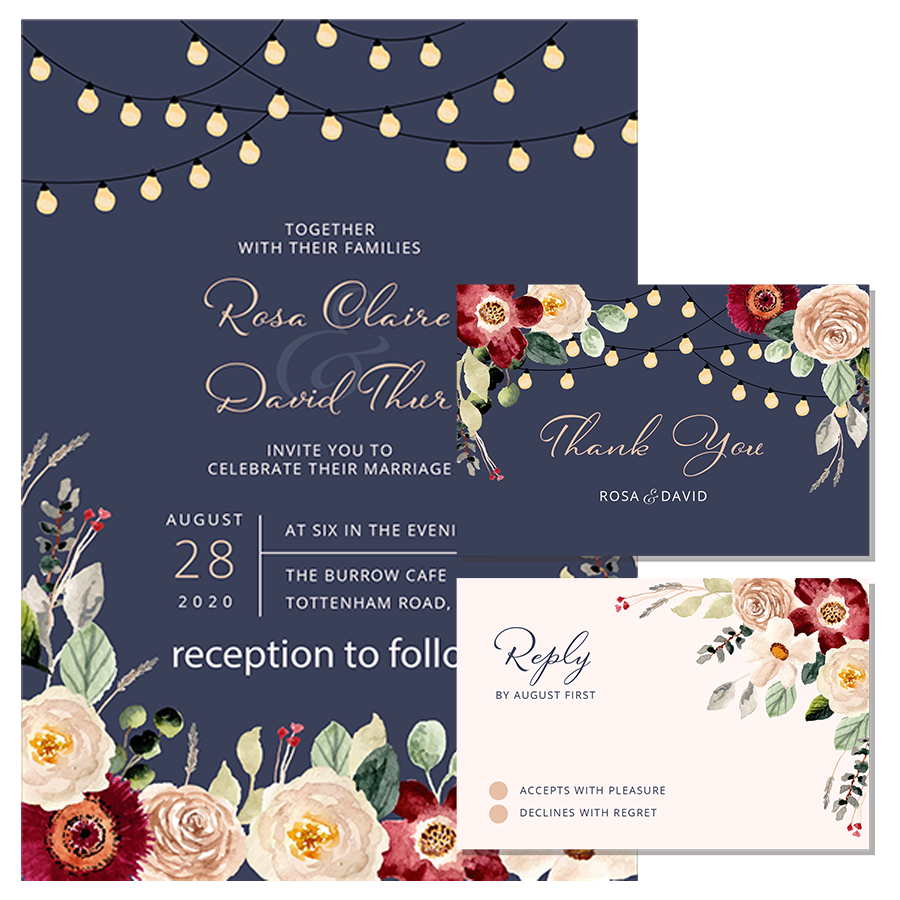 TOGETHER
WITH THEIR FAMILIES
Rosa Claire
&
David Thur
INVITE YOU TO
CELEBRATE THEIR MARRIAGE
AUGUST
28
2020
AT SIX IN THE EVENI
THE BURROW CAFE
TOTTENHAM ROAD,
reception to follo
Thank You
ROSA & DAVID
Reply
BY AUGUST FIRST
ACCEPTS WITH PLEASURE
DECLINES WITH REGRET